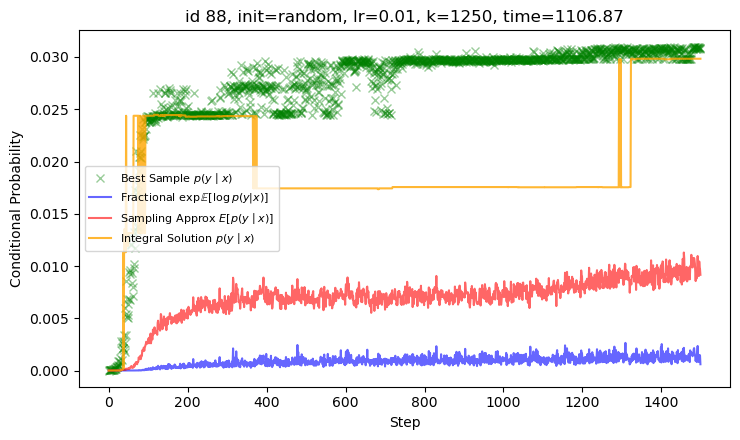 id 88, init=random, lr=0.01, k=1250, time=1106.87
Conditional Probability
0.030
0.025
0.020
0.015
0.010
0.005
0.000
Best Sample p(y | x)
Fractional exp𝔼[log p(y|x)]
Sampling Approx E[p(y | x)]
Integral Solution p(y | x)
0 200 400 600 800 1000 1200 1400
Step